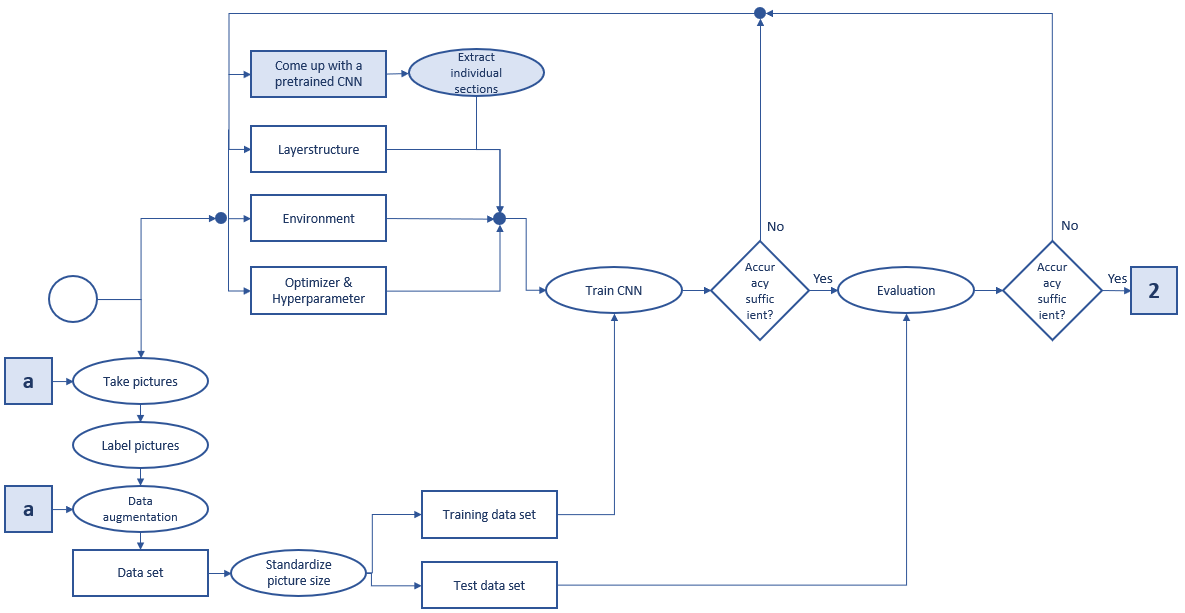 Come up with a
pretrained CNN
Extract
individual
sections
Layerstructure
Environment
No
No
Optimizer &
Hyperparameter
Train CNN
Accur
acy
suffic
ient?
Yes
Evaluation
Accur
acy
suffic
ient?
Yes
2
a
Take pictures
Label pictures
a
Data
augmentation
Training data set
Data set
Standardize
picture size
Test data set